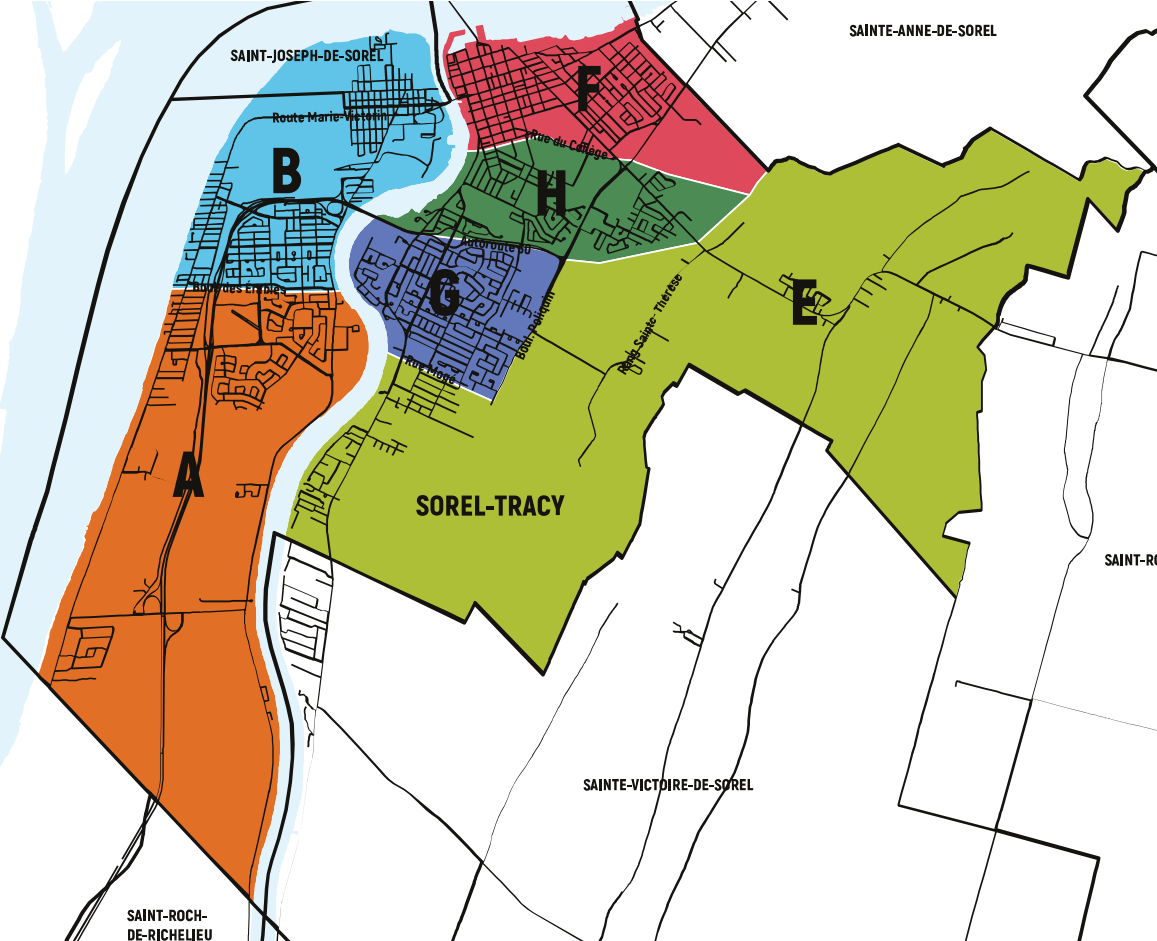 SAINTE-ANNE-DE-SOREL
SAINT-JOSEPH-DE-SOREL
F
Route Marie-Victorin
Rue du Collège
B
H
Autoroute 30
G
E
Boul. des Érables
Rang Sainte-Thérèse
Boul. Poliquin
Rue Mogé
A
SOREL-TRACY
SAINT-RO
SAINTE-VICTOIRE-DE-SOREL
SAINT-ROCH-
DE-RICHELIEU